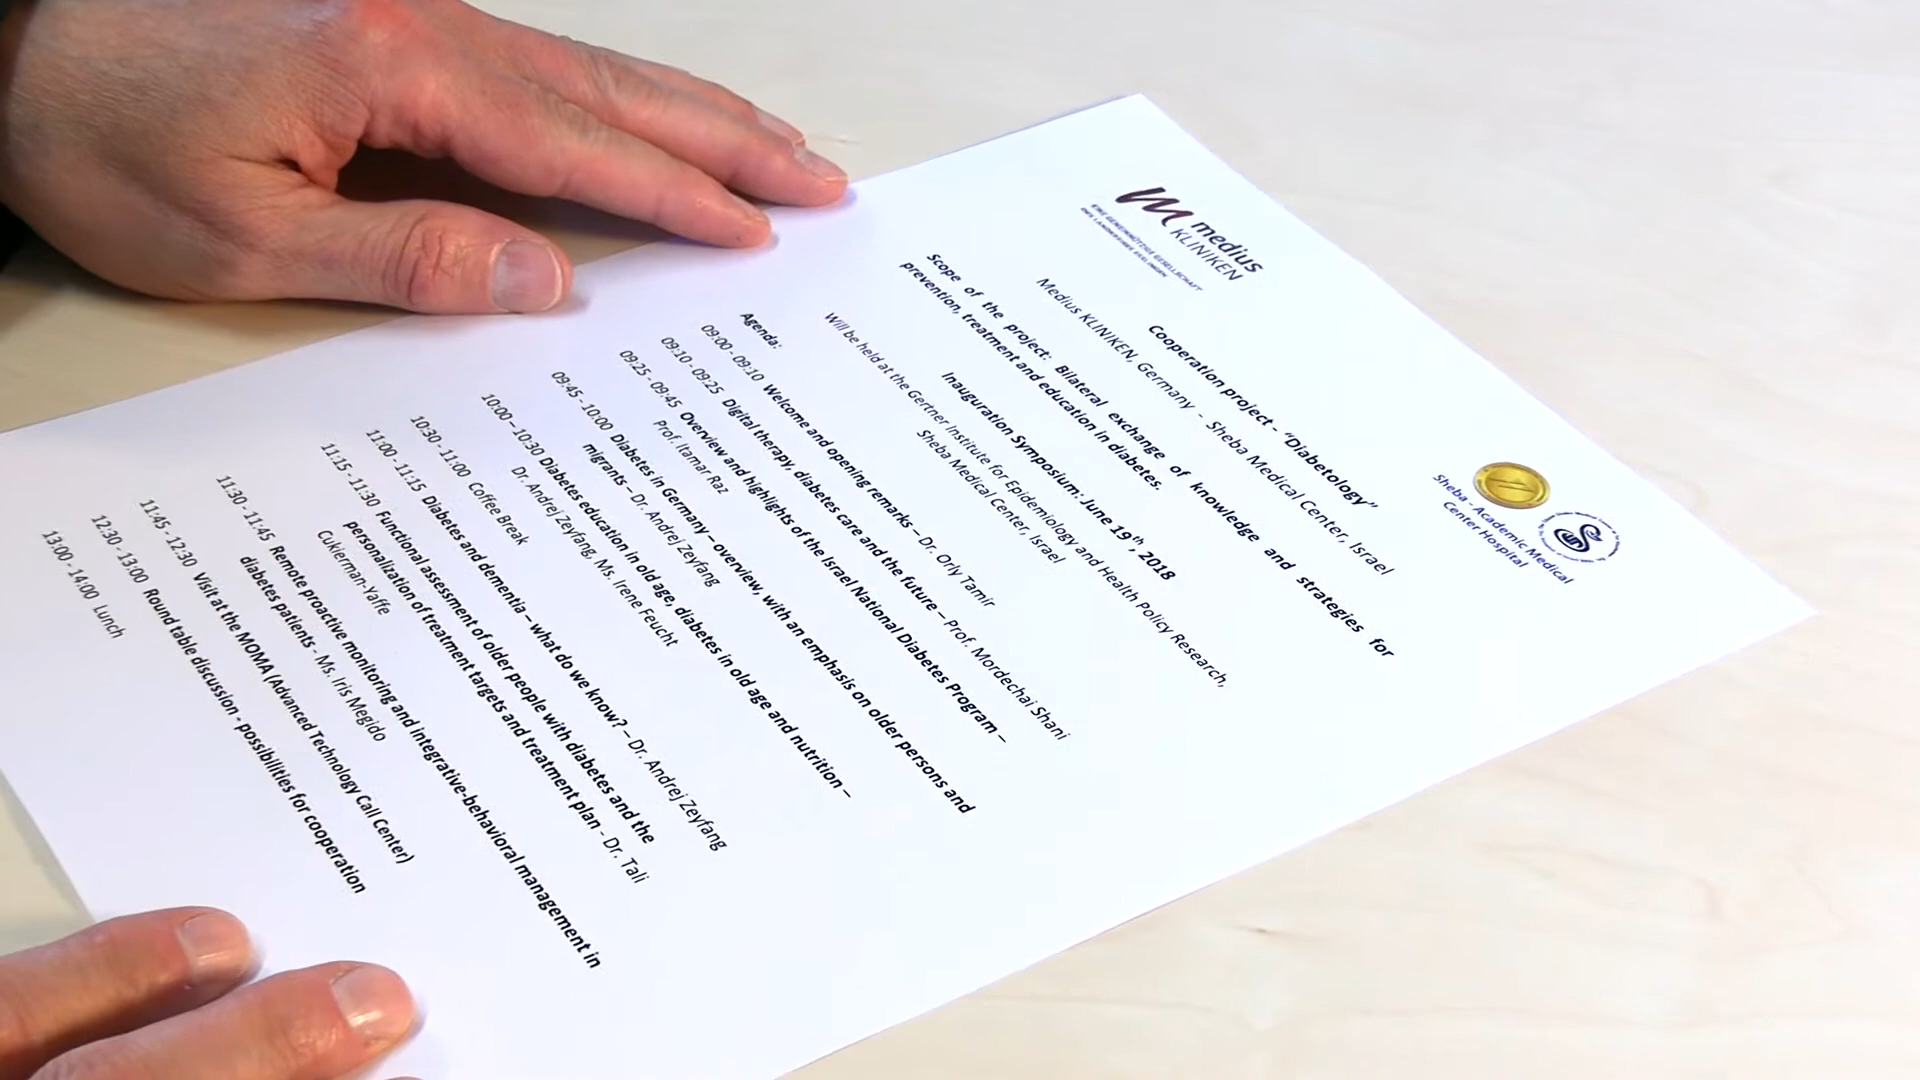 medius
KLINIKEN
EINE GEMEINNÜTZIGE GESELLSCHAFT
DES LANDKREISES ESSLINGEN
Sheba - Academic Medical
Center Hospital
Cooperation project - "Diabetology"
Medius KLINIKEN, Germany - Sheba Medical Center, Israel
Scope of the project: Bilateral exchange of knowledge and strategies for
prevention, treatment and education in diabetes.
Inauguration Symposium: June 19th, 2018
Will be held at the Gertner Institute for Epidemiology and Health Policy Research,
Sheba Medical Center, Israel
Agenda:
09:00 - 09:10 Welcome and opening remarks – Dr. Orly Tamir
09:10 - 09:25 Digital therapy, diabetes care and the future – Prof. Mordechai Shani
09:25 - 09:45 Overview and highlights of the Israel National Diabetes Program –
Prof. Itamar Raz
09:45 - 10:00 Diabetes in Germany – overview, with an emphasis on older persons and
migrants – Dr. Andrej Zeyfang
10:00 – 10:30 Diabetes education in old age, diabetes in old age and nutrition –
Dr. Andrej Zeyfang, Ms. Irene Feucht
10:30 - 11:00 Coffee Break
11:00 - 11:15 Diabetes and dementia – what do we know? – Dr. Andrej Zeyfang
11:15 - 11:30 Functional assessment of older people with diabetes and the
personalization of treatment targets and treatment plan - Dr. Tali
Cukierman-Yaffe
11:30 - 11:45 Remote proactive monitoring and integrative-behavioral management in
diabetes patients - Ms. Iris Megido
11:45 - 12:30 Visit at the MOMA (Advanced Technology Call Center)
12:30 - 13:00 Round table discussion - possibilities for cooperation
13:00 - 14:00 Lunch